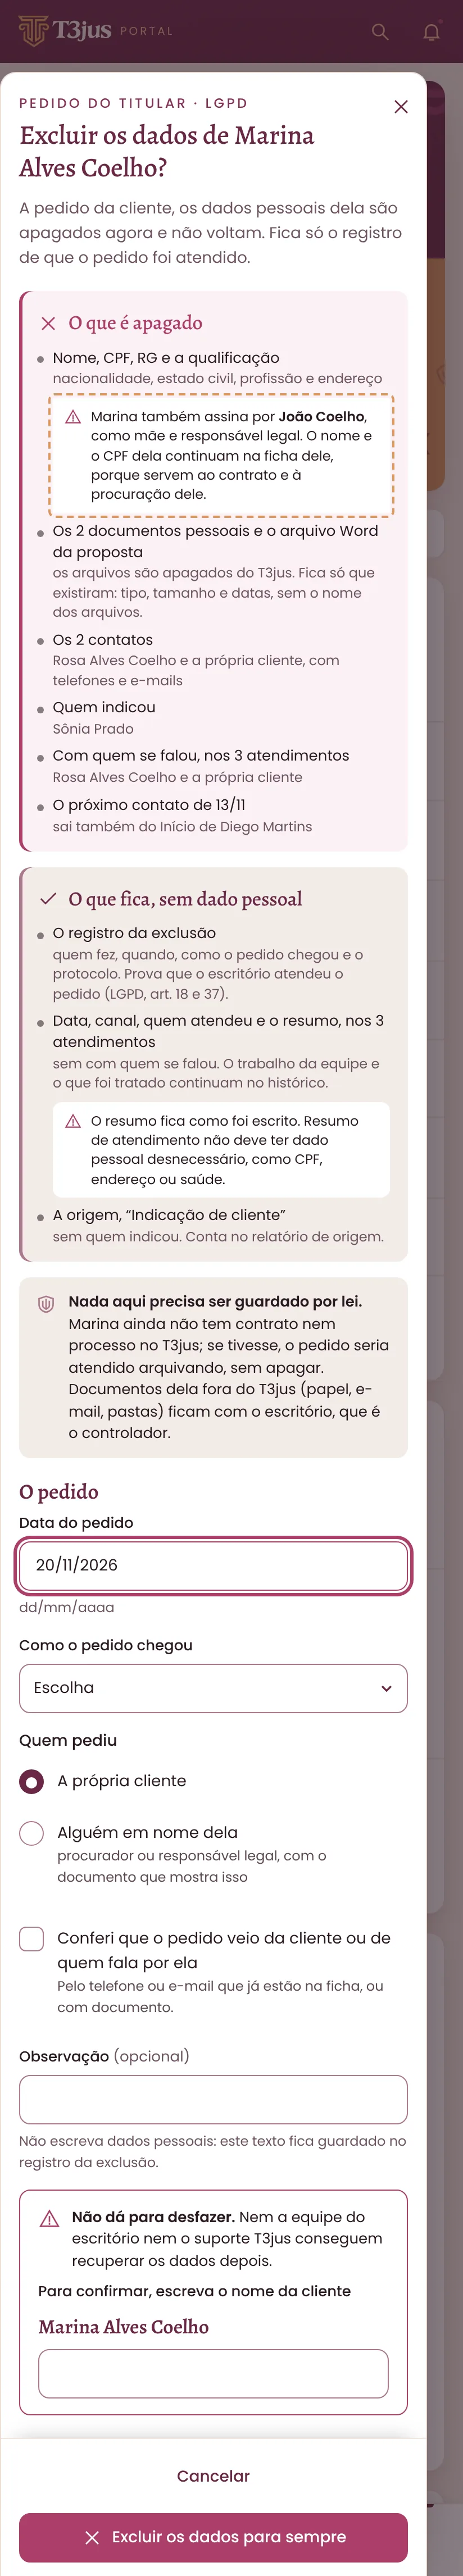 T3jus PORTAL
PEDIDO DO TITULAR · LGPD
Excluir os dados de Marina
Alves Coelho?
A pedido da cliente, os dados pessoais dela são
apagados agora e não voltam. Fica só o registro
de que o pedido foi atendido.
O que é apagado
Nome, CPF, RG e a qualificação
nacionalidade, estado civil, profissão e endereço
Marina também assina por João Coelho,
como mãe e responsável legal. O nome e
o CPF dela continuam na ficha dele,
porque servem ao contrato e à
procuração dele.
Os 2 documentos pessoais e o arquivo Word
da proposta
os arquivos são apagados do T3jus. Fica só que
existiram: tipo, tamanho e datas, sem o nome
dos arquivos.
Os 2 contatos
Rosa Alves Coelho e a própria cliente, com
telefones e e-mails
Quem indicou
Sônia Prado
Com quem se falou, nos 3 atendimentos
Rosa Alves Coelho e a própria cliente
O próximo contato de 13/11
sai também do Início de Diego Martins
O que fica, sem dado pessoal
O registro da exclusão
quem fez, quando, como o pedido chegou e o
protocolo. Prova que o escritório atendeu o
pedido (LGPD, art. 18 e 37).
Data, canal, quem atendeu e o resumo, nos 3
atendimentos
sem com quem se falou. O trabalho da equipe e
o que foi tratado continuam no histórico.
O resumo fica como foi escrito. Resumo
de atendimento não deve ter dado
pessoal desnecessário, como CPF,
endereço ou saúde.
A origem, “Indicação de cliente”
sem quem indicou. Conta no relatório de origem.
Nada aqui precisa ser guardado por lei.
Marina ainda não tem contrato nem
processo no T3jus; se tivesse, o pedido seria
atendido arquivando, sem apagar.
Documentos dela fora do T3jus (papel, e-
mail, pastas) ficam com o escritório, que é
o controlador.
O pedido
Data do pedido
20/11/2026
dd/mm/aaaa
Como o pedido chegou
Escolha
Quem pediu
A própria cliente
Alguém em nome dela
procurador ou responsável legal, com o
documento que mostra isso
Conferi que o pedido veio da cliente ou de
quem fala por ela
Pelo telefone ou e-mail que já estão na ficha, ou
com documento.
Observação (opcional)
Não escreva dados pessoais: este texto fica guardado no
registro da exclusão.
Não dá para desfazer. Nem a equipe do
escritório nem o suporte T3jus conseguem
recuperar os dados depois.
Para confirmar, escreva o nome da cliente
Marina Alves Coelho
Cancelar
Excluir os dados para sempre